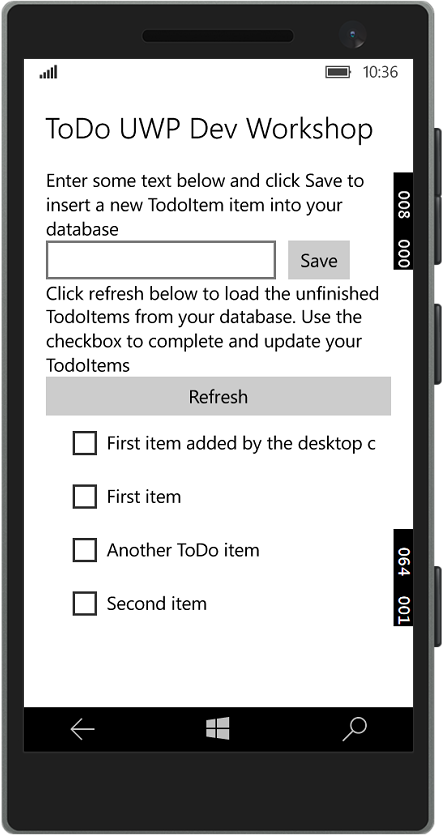 10:36
ToDo UWP Dev Workshop
Enter some text below and click Save to
insert a new TodoItem item into your
database
Save
Click refresh below to load the unfinished
TodoItems from your database. Use the
checkbox to complete and update your
TodoItems
Refresh
First item added by the desktop c
First item
Another ToDo item
Second item
008 000
064 001